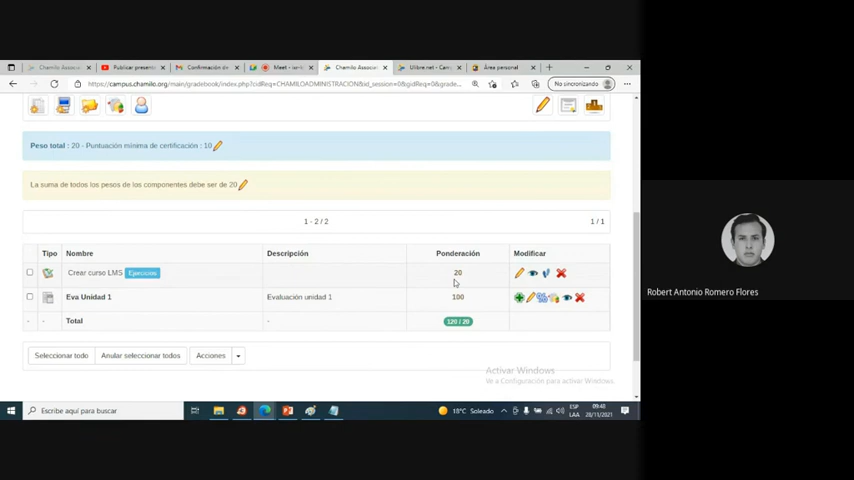 Chamilo Associa
Publicar present
Confirmación de
Meet - 
Chamilo Associa
Ulibre.net - Cam
Área personal
https://campus.chamilo.org/main/gradebook/index.php?cidReq=CHAMILOADMINISTRACION&id_session=0&gidReq=0&grade...
No sincronizando
Peso total : 20 - Puntuación mínima de certificación : 10
La suma de todos los pesos de los componentes debe ser de 20
1 - 2 / 2
1 / 1
Tipo Nombre Descripción Ponderación Modificar
Crear curso LMS Ejercicios 20
Eva Unidad 1 Evaluación unidad 1 100
- - Total - 120 / 20
Seleccionar todo Anular seleccionar todos Acciones
Activar Windows
Ve a Configuración para activar Windows.
Robert Antonio Romero Flores
Escribe aquí para buscar
18°C Soleado
ESP
LAA
09:48
28/11/2021